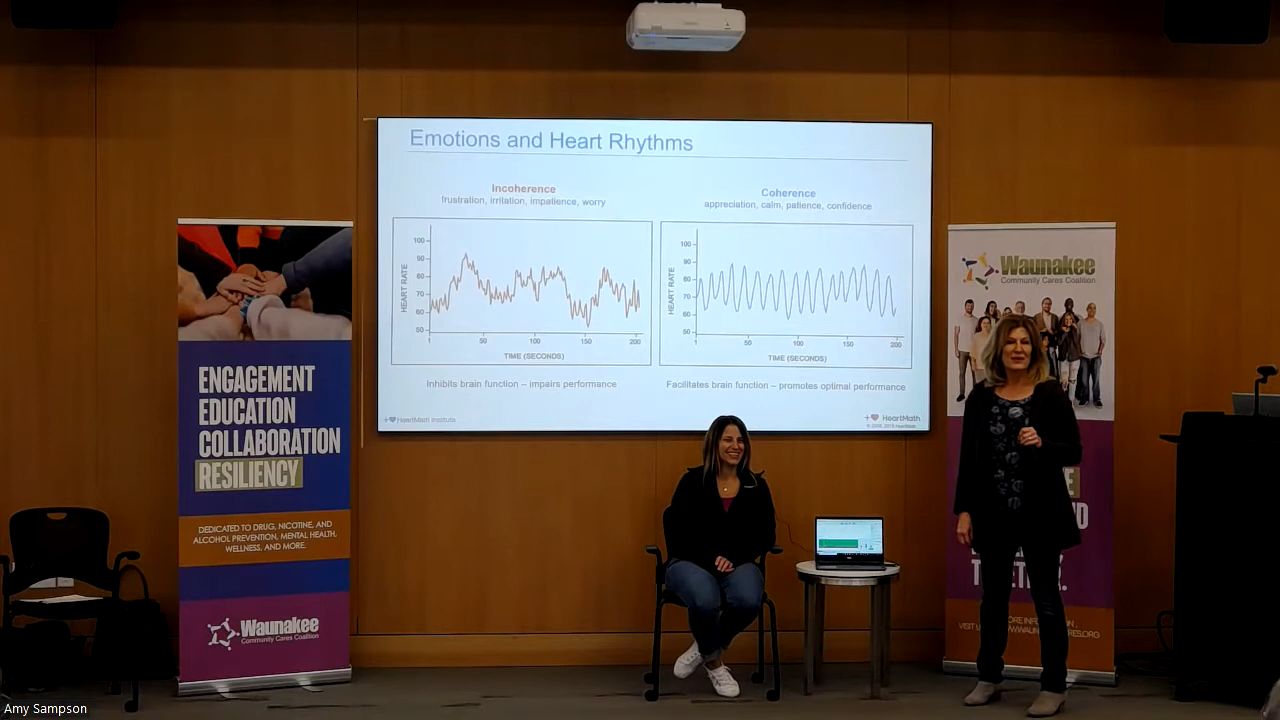 Emotions and Heart Rhythms
Incoherence
frustration, irritation, impatience, worry
HEART RATE
100
90
80
70
60
50
1
50
100
150
200
TIME (SECONDS)
Inhibits brain function – impairs performance
HeartMath Institute
Coherence
appreciation, calm, patience, confidence
HEART RATE
100
90
80
70
60
50
1
50
100
150
200
TIME (SECONDS)
Facilitates brain function – promotes optimal performance
HeartMath
ENGAGEMENT
EDUCATION
COLLABORATION
RESILIENCY
DEDICATED TO DRUG, NICOTINE, AND
ALCOHOL PREVENTION, MENTAL HEALTH,
WELLNESS, AND MORE.
Waunakee
Community Cares Coalition
Waunakee
Community Cares Coalition
VISIT
Amy Sampson